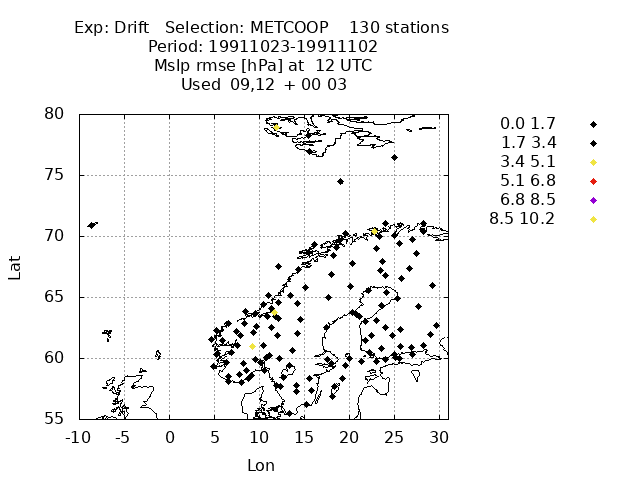 Exp: Drift   Selection: METCOOP    130 stations
Period: 19911023-19911102
Mslp rmse [hPa] at  12 UTC
Used  09,12  + 00 03
0.0 1.7
1.7 3.4
3.4 5.1
5.1 6.8
6.8 8.5
8.5 10.2
80
75
70
65
60
55
Lat
-10 -5 0 5 10 15 20 25 30
Lon